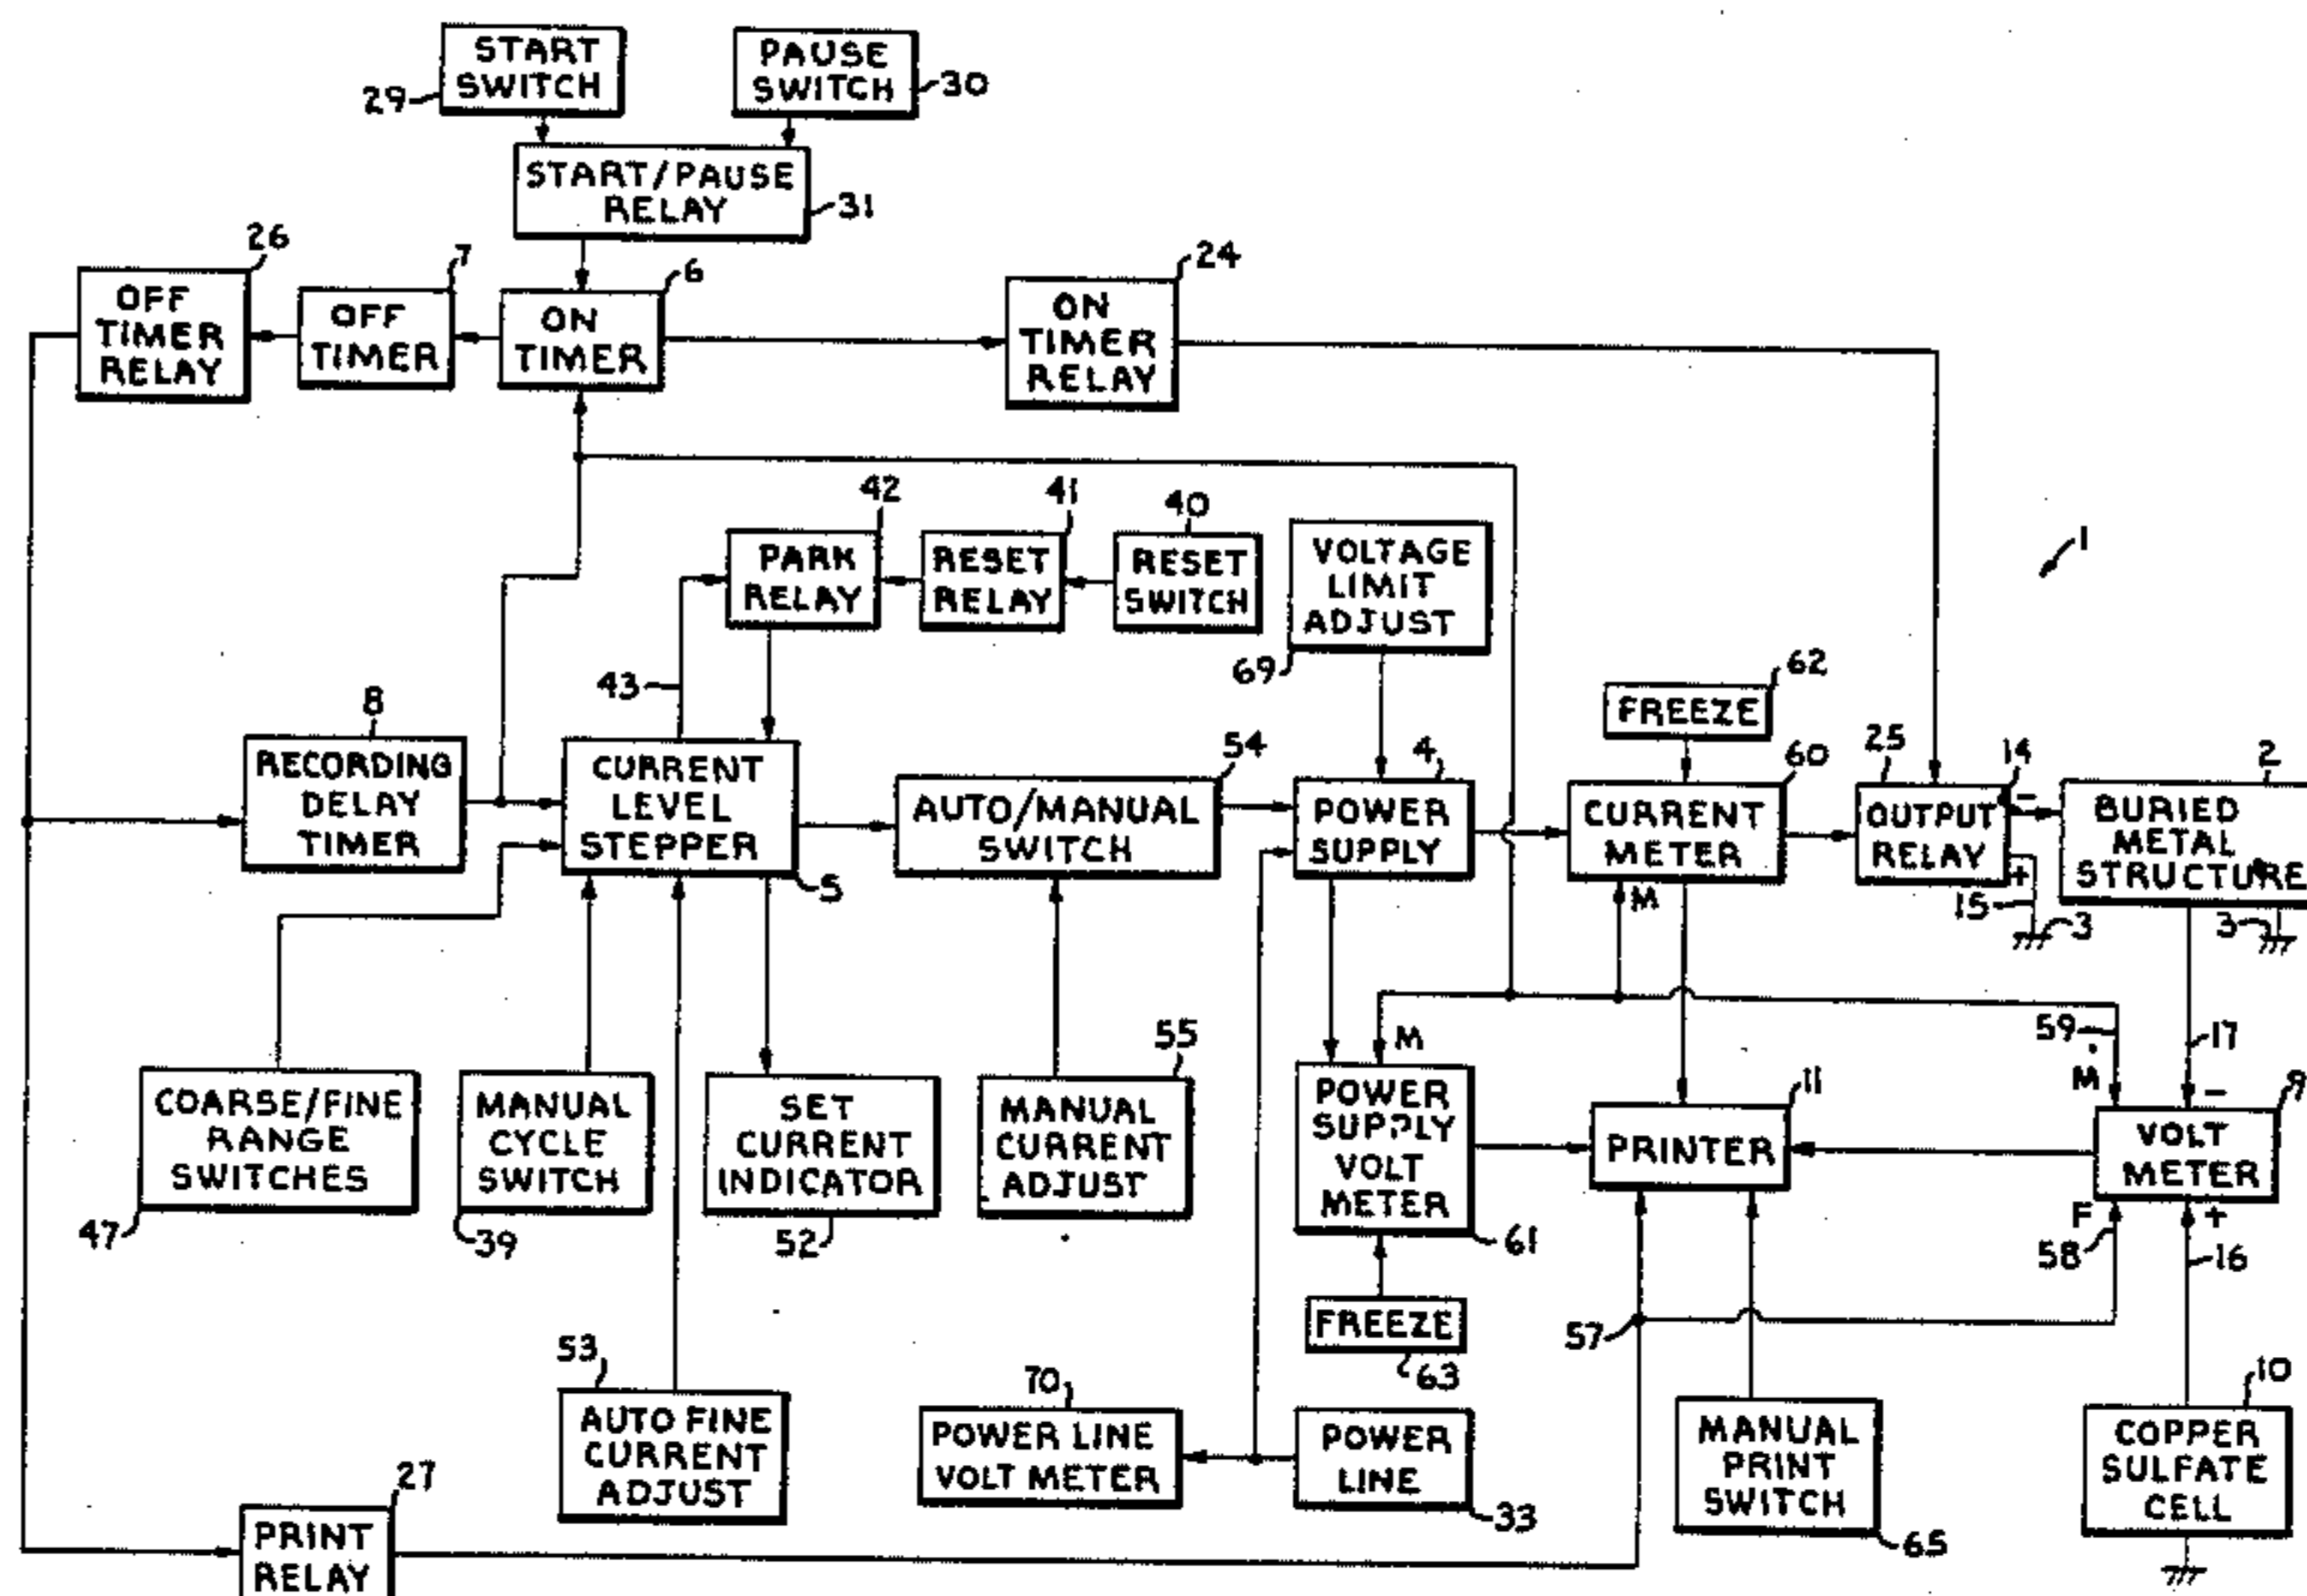 START
SWITCH
29
PAUSE
SWITCH
30
START/PAUSE
RELAY
31
26
OFF
TIMER
RELAY
7
OFF
TIMER
6
ON
TIMER
24
ON
TIMER
RELAY
1
42
PARK
RELAY
41
RESET
RELAY
40
RESET
SWITCH
VOLTAGE
LIMIT
ADJUST
69
43
8
RECORDING
DELAY
TIMER
CURRENT
LEVEL
STEPPER
5
54
AUTO/MANUAL
SWITCH
4
POWER
SUPPLY
62
FREEZE
60
CURRENT
METER
M
25
OUTPUT
RELAY
14
-
+
15
3
2
BURIED
METAL
STRUCTURE
3
COARSE/FINE
RANGE
SWITCHES
47
MANUAL
CYCLE
SWITCH
39
SET
CURRENT
INDICATOR
52
55
MANUAL
CURRENT
ADJUST
M
POWER
SUPPLY
VOLT
METER
61
FREEZE
63
11
PRINTER
59
M
17
-
9
VOLT
METER
F
58
+
16
57
53
AUTO FINE
CURRENT
ADJUST
70
POWER LINE
VOLT METER
POWER
LINE
33
MANUAL
PRINT
SWITCH
65
10
COPPER
SULFATE
CELL
27
PRINT
RELAY